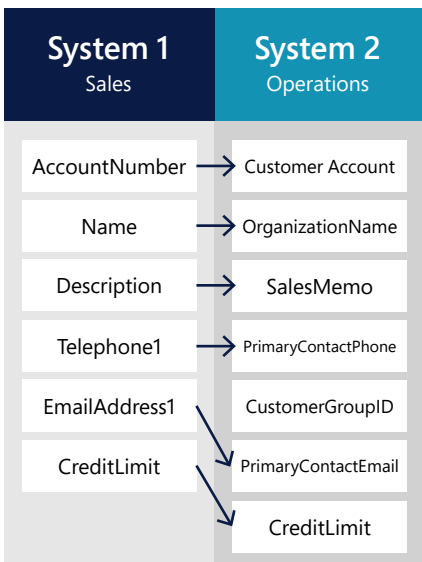 System 1
Sales
System 2
Operations
AccountNumber
Customer Account
Name
OrganizationName
Description
SalesMemo
Telephone1
PrimaryContactPhone
EmailAddress1
CustomerGroupID
CreditLimit
PrimaryContactEmail
CreditLimit